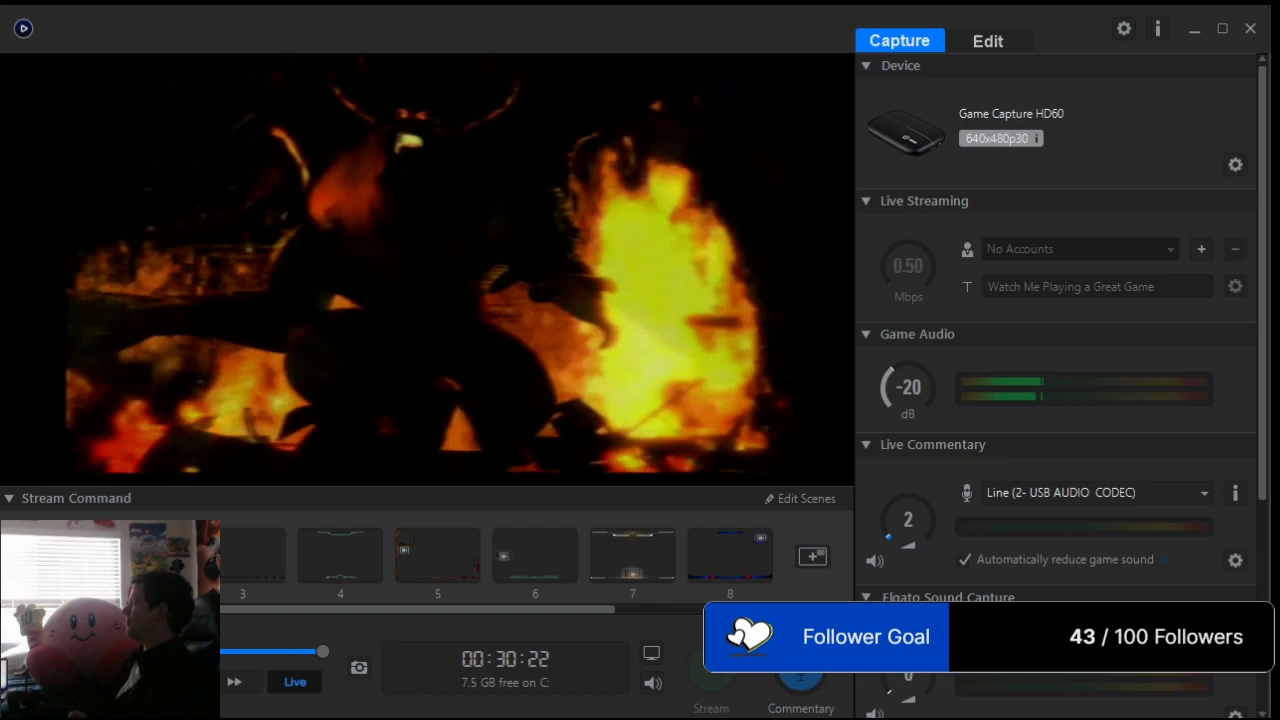 Capture
Edit
Device
Game Capture HD60
640x480p30 i
Live Streaming
0.50
Mbps
No Accounts
T
Watch Me Playing a Great Game
Game Audio
-20
dB
Live Commentary
2
Line (2- USB AUDIO CODEC)
Automatically reduce game sound
Elgato Sound Capture
Stream Command
Edit Scenes
3
4
5
6
7
8
Follower Goal
43 / 100 Followers
00:30:22
7.5 GB free on C:
Live
0
Stream
Commentary